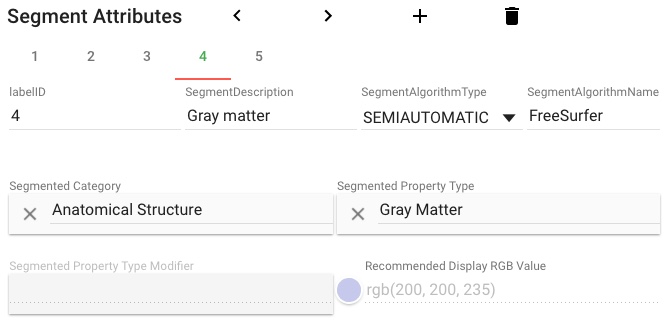 Segment Attributes
1 2 3 4 5
labelID SegmentDescription SegmentAlgorithmType SegmentAlgorithmName
4 Gray matter SEMIAUTOMATIC FreeSurfer
Segmented Category Segmented Property Type
Anatomical Structure Gray Matter
Segmented Property Type Modifier Recommended Display RGB Value
rgb(200, 200, 235)